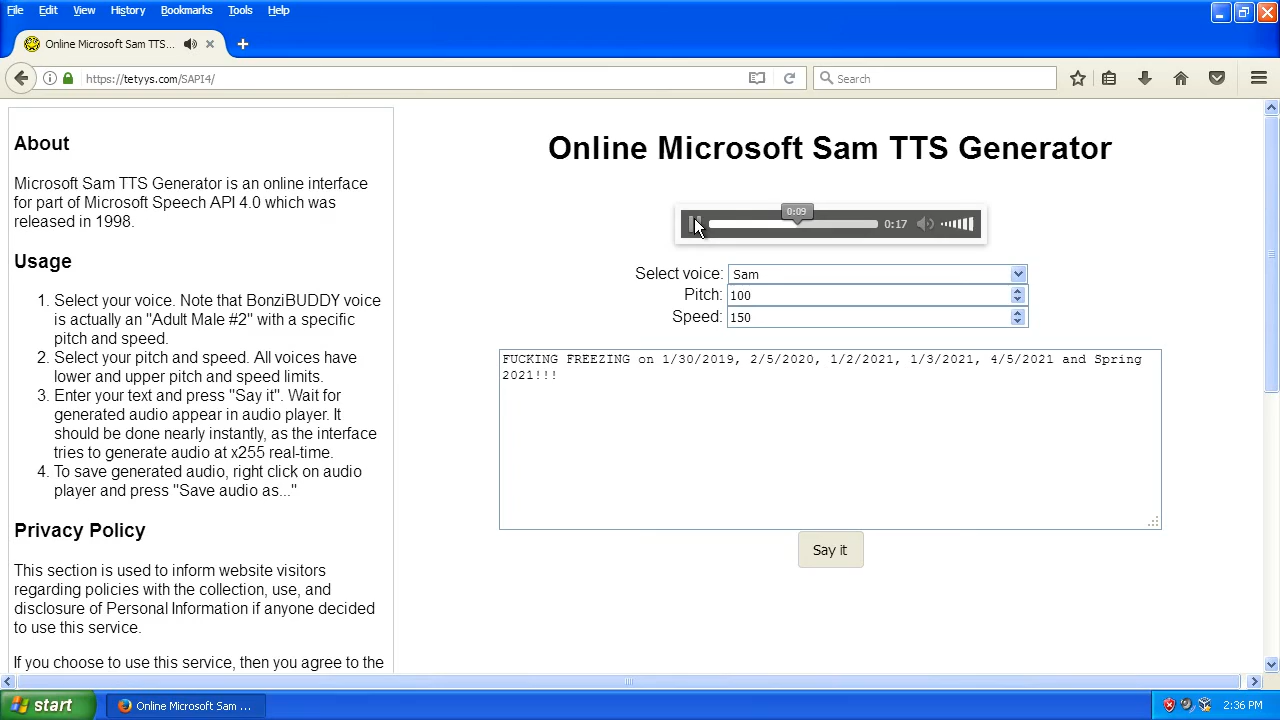 File Edit View History Bookmarks Tools Help
Online Microsoft Sam TTS...
https://tetyys.com/SAPI4/
Search
About
Microsoft Sam TTS Generator is an online interface
for part of Microsoft Speech API 4.0 which was
released in 1998.
Usage
1. Select your voice. Note that BonziBUDDY voice
is actually an "Adult Male #2" with a specific
pitch and speed.
2. Select your pitch and speed. All voices have
lower and upper pitch and speed limits.
3. Enter your text and press "Say it". Wait for
generated audio appear in audio player. It
should be done nearly instantly, as the interface
tries to generate audio at x255 real-time.
4. To save generated audio, right click on audio
player and press "Save audio as..."
Privacy Policy
This section is used to inform website visitors
regarding policies with the collection, use, and
disclosure of Personal Information if anyone decided
to use this service.
If you choose to use this service, then you agree to the
Online Microsoft Sam TTS Generator
0:09
0:17
Select voice: Sam
Pitch: 100
Speed: 150
FUCKING FREEZING on 1/30/2019, 2/5/2020, 1/2/2021, 1/3/2021, 4/5/2021 and Spring
2021!!!
Say it
start
Online Microsoft Sam ...
2:36 PM